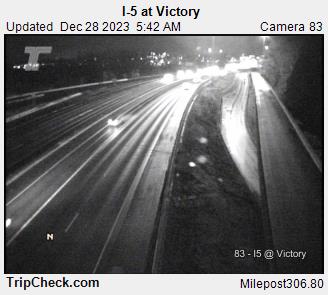 I-5 at Victory
Updated Dec 28 2023 5:42 AM Camera 83
T
N
83 - I5 @ Victory
TripCheck.com Milepost306.80